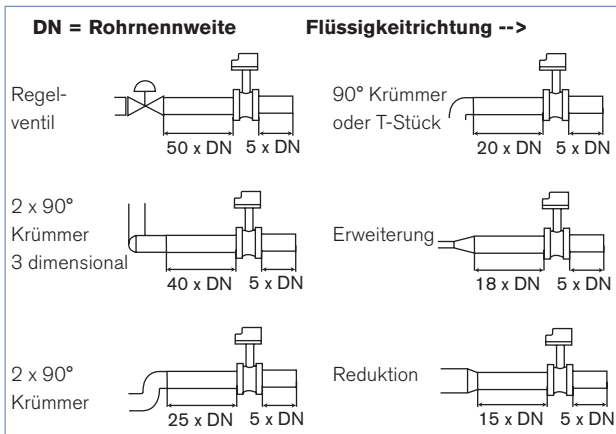 DN = Rohrnennweite Flüssigkeitrichtung -->
Regel-
ventil
50 x DN 5 x DN
90° Krümmer
oder T-Stück
20 x DN 5 x DN
2 x 90°
Krümmer
3 dimensional
40 x DN 5 x DN
Erweiterung
18 x DN 5 x DN
2 x 90°
Krümmer
25 x DN 5 x DN
Reduktion
15 x DN 5 x DN